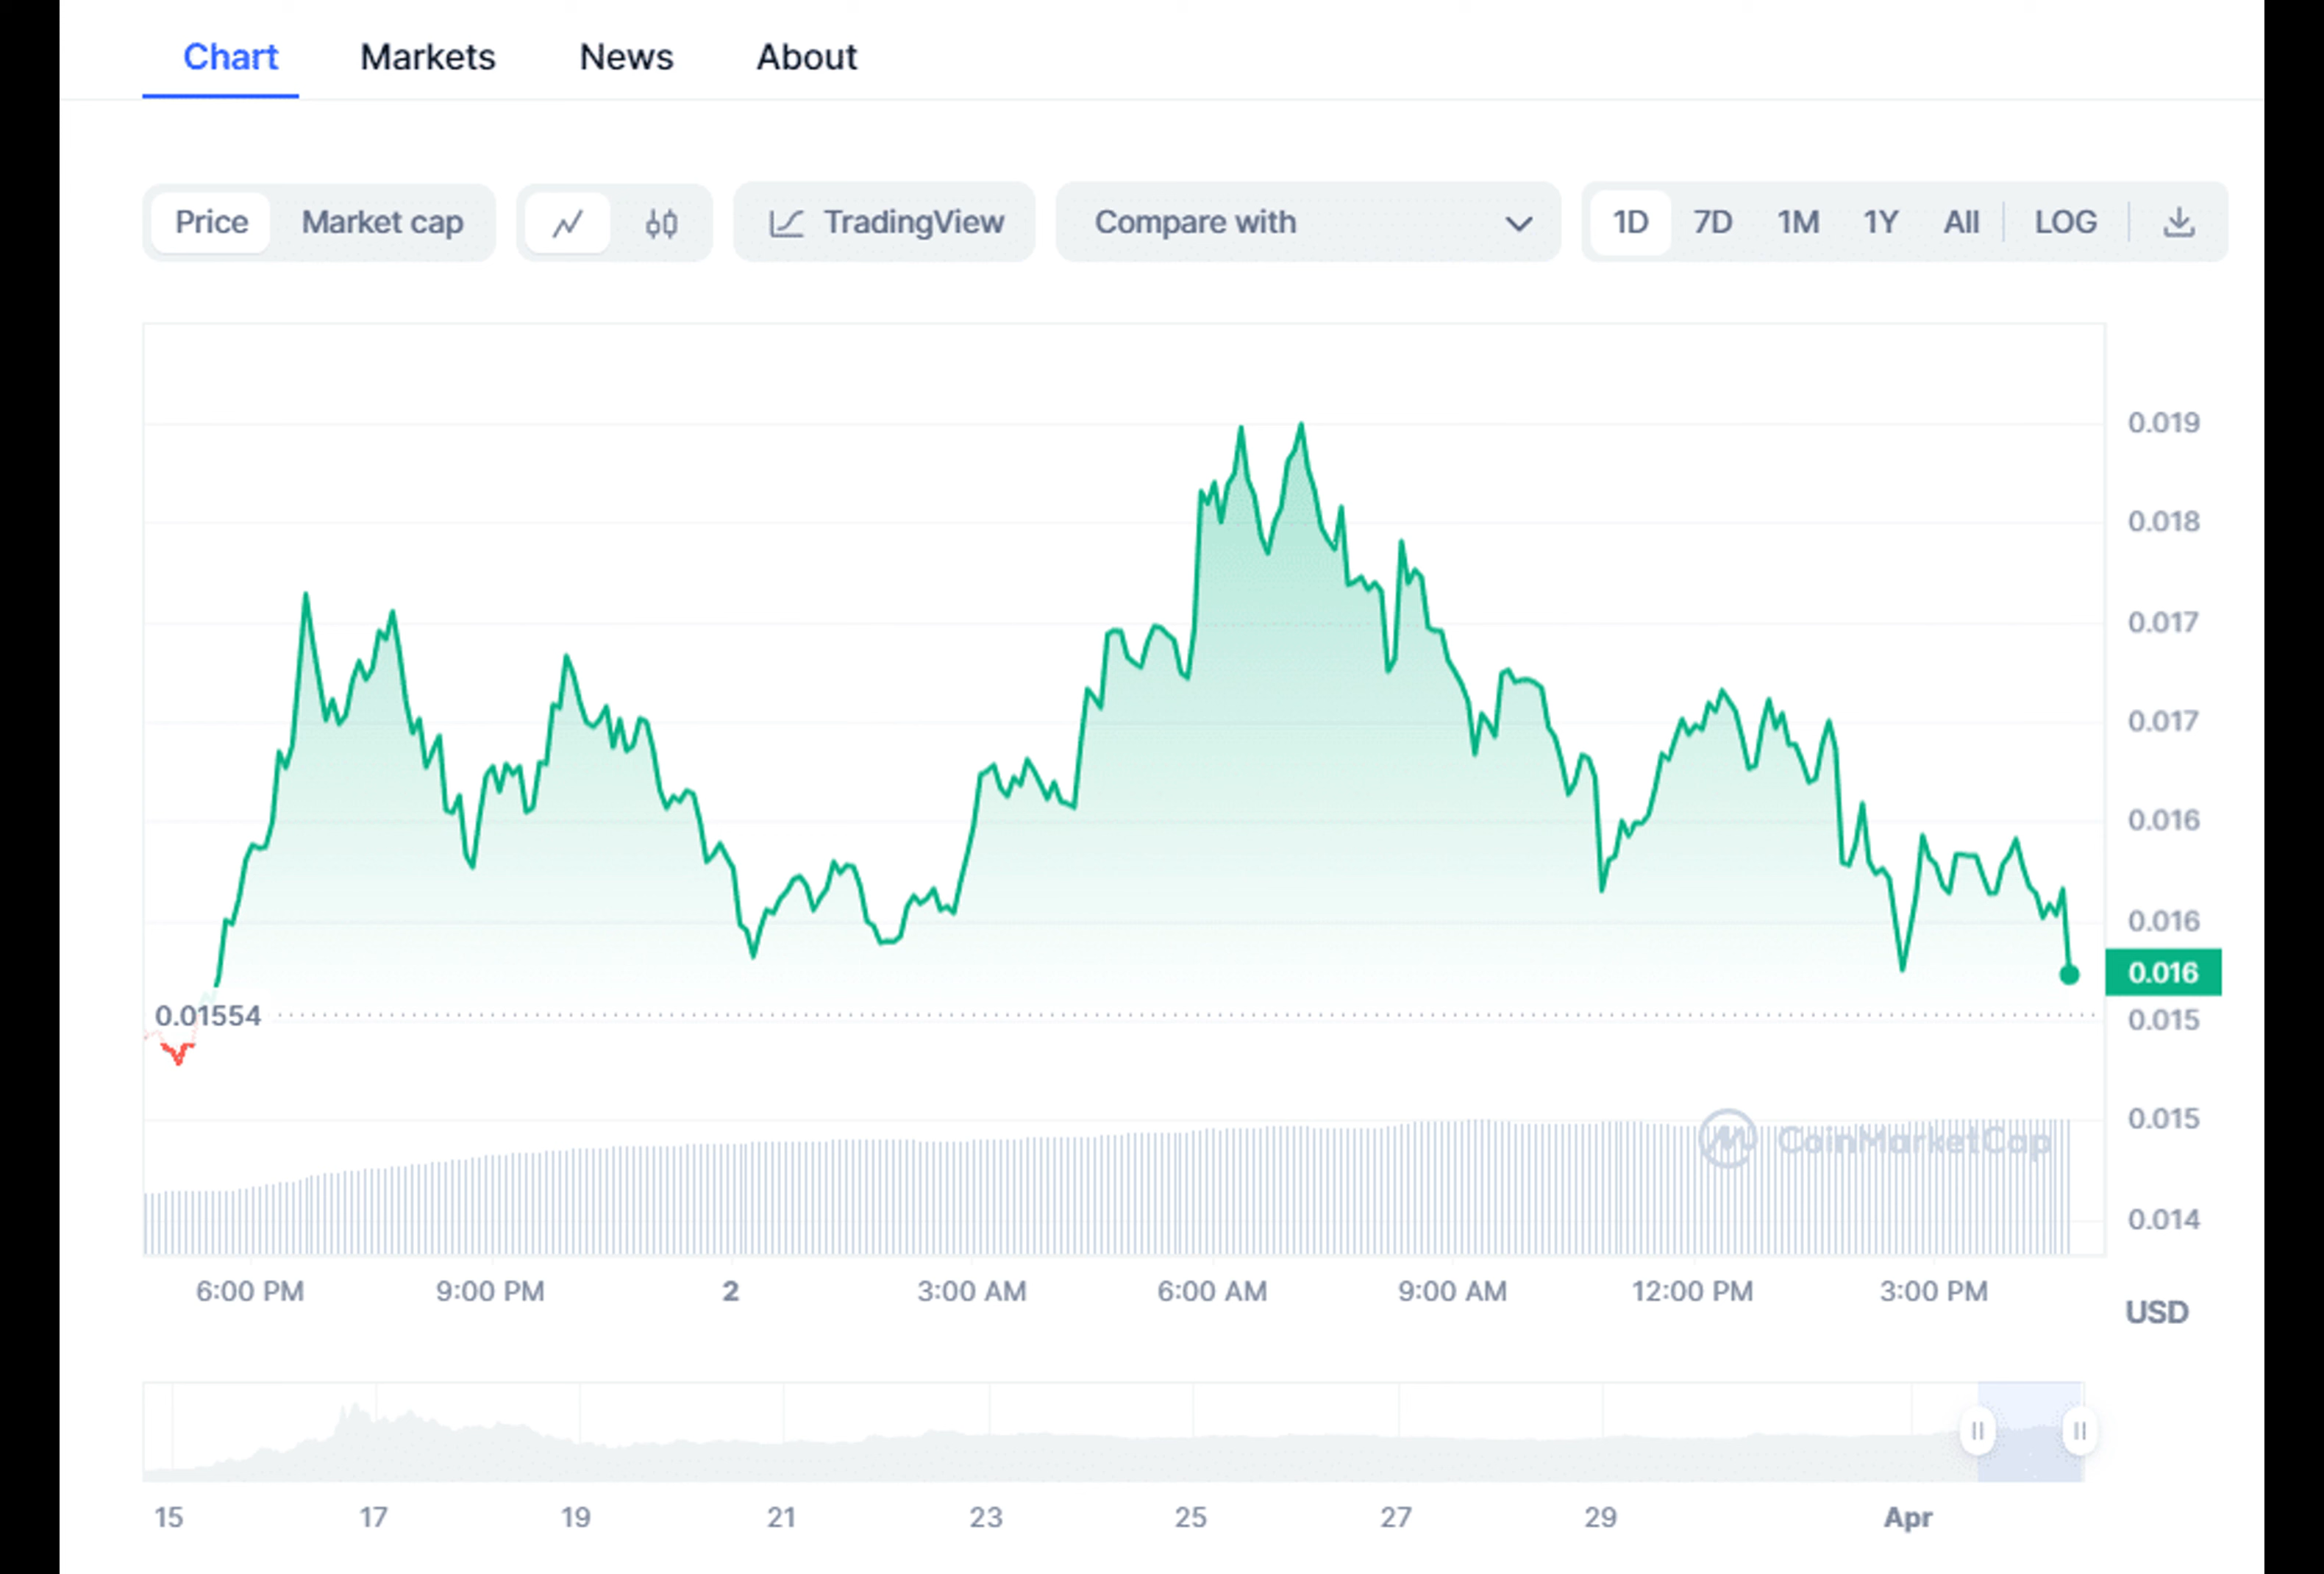 Chart Markets News About
Price Market cap TradingView Compare with 1D 7D 1M 1Y All LOG
0.019
0.018
0.017
0.017
0.016
0.016
0.016
0.01554
0.015
0.015
CoinMarketCap
0.014
6:00 PM 9:00 PM 2 3:00 AM 6:00 AM 9:00 AM 12:00 PM 3:00 PM
USD
15 17 19 21 23 25 27 29 Apr